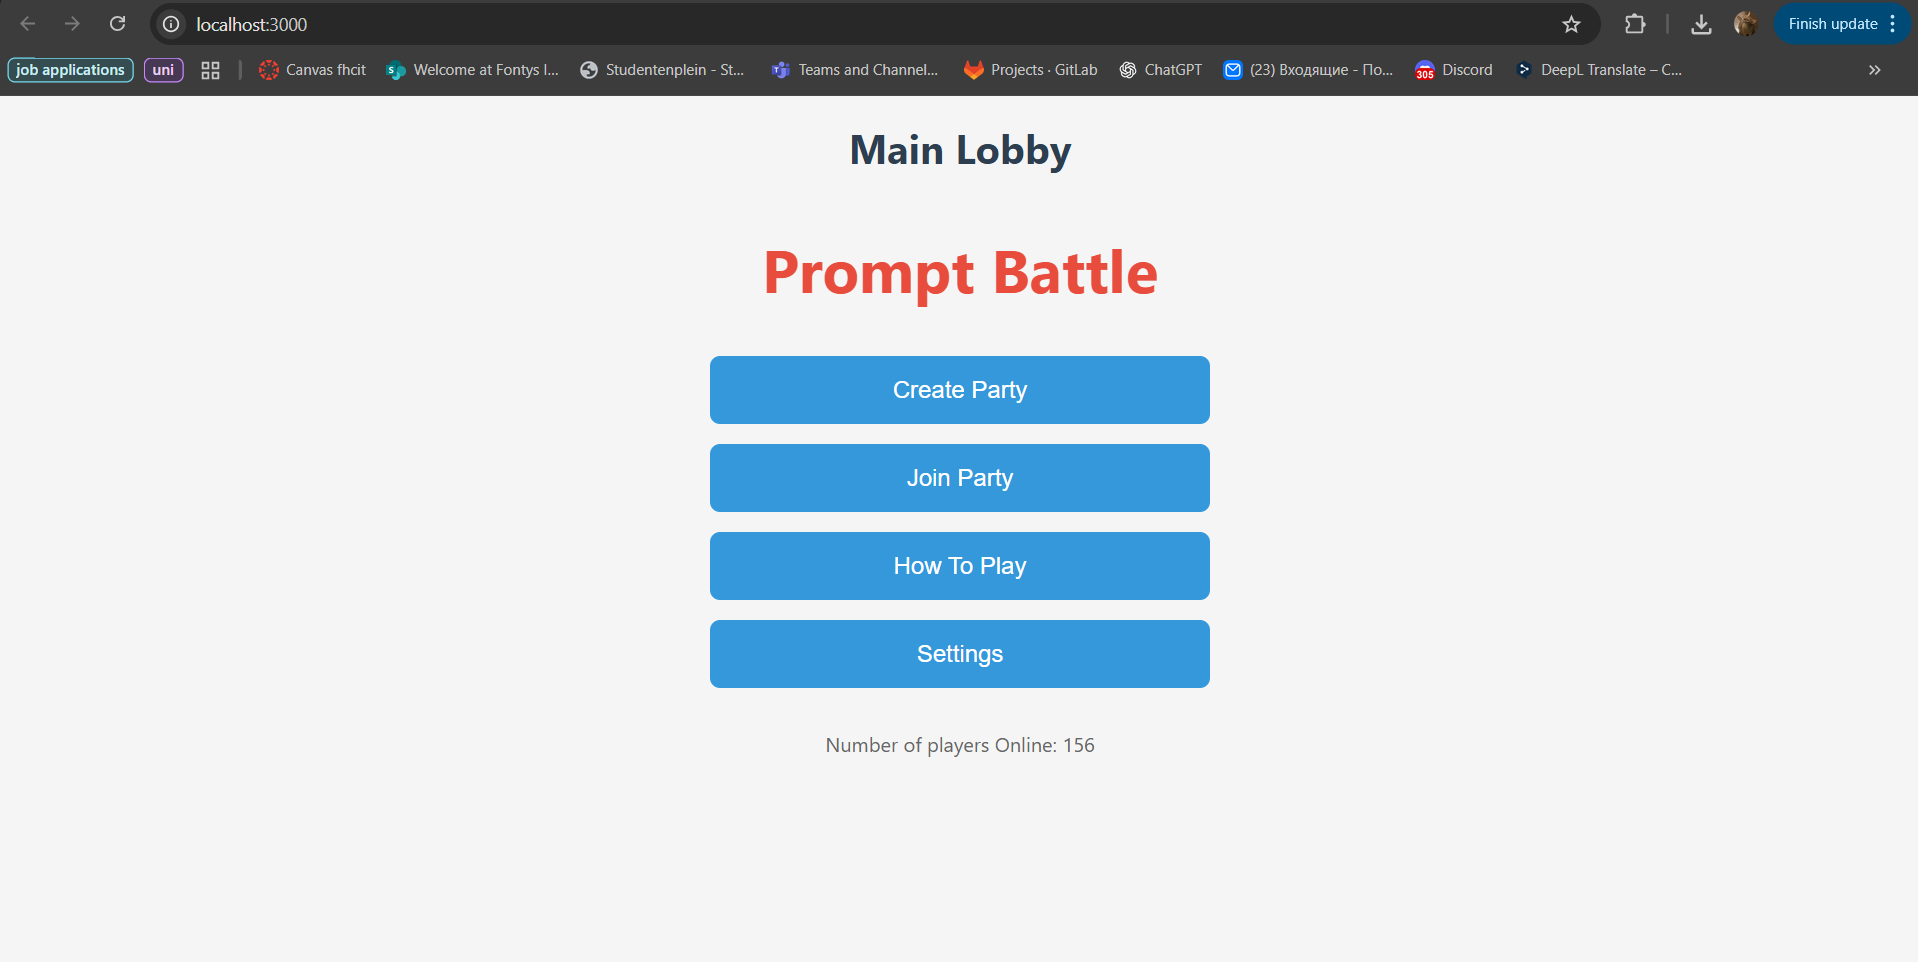 localhost:3000
Finish update
job applications
uni
Canvas fhcit
Welcome at Fontys I...
Studentenplein - St...
Teams and Channel...
Projects · GitLab
ChatGPT
(23) Входящие - По...
305
Discord
DeepL Translate – C...
Main Lobby
Prompt Battle
Create Party
Join Party
How To Play
Settings
Number of players Online: 156